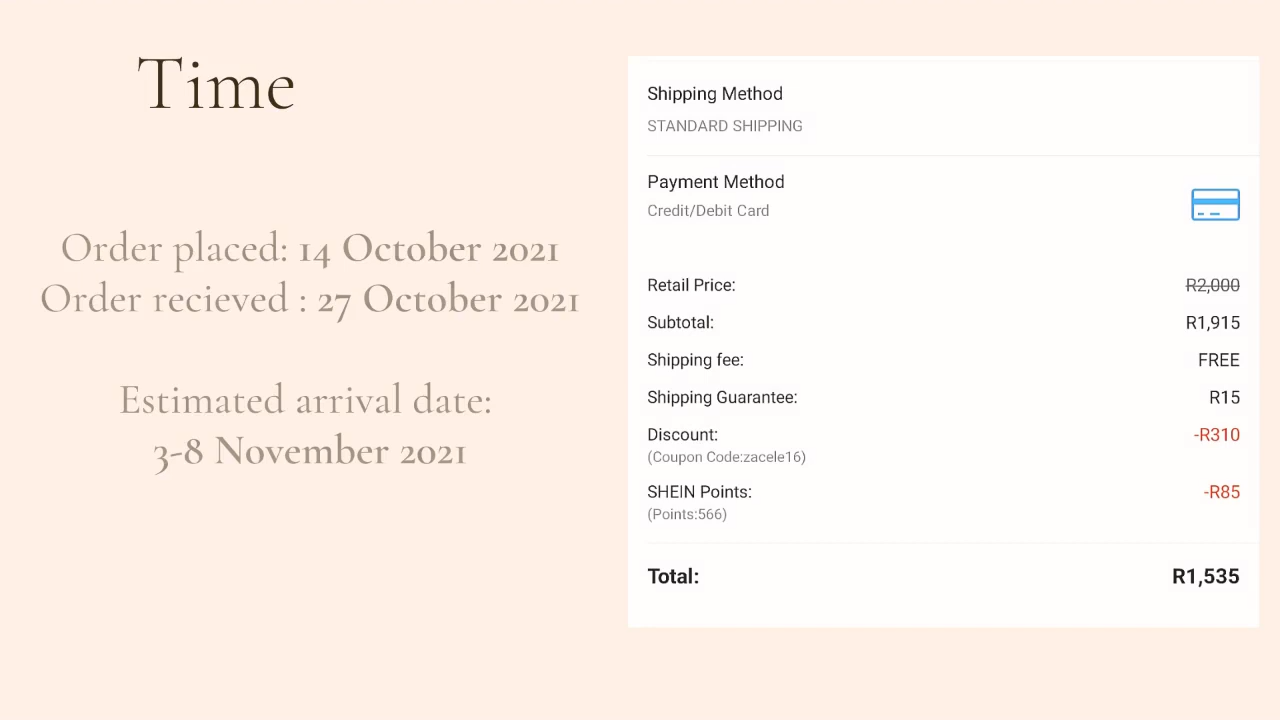 Time
Order placed: 14 October 2021
Order recieved : 27 October 2021
Estimated arrival date:
3-8 November 2021
Shipping Method
STANDARD SHIPPING
Payment Method
Credit/Debit Card
Retail Price: R2,000
Subtotal: R1,915
Shipping fee: FREE
Shipping Guarantee: R15
Discount: -R310
(Coupon Code:zacele16)
SHEIN Points: -R85
(Points:566)
Total: R1,535